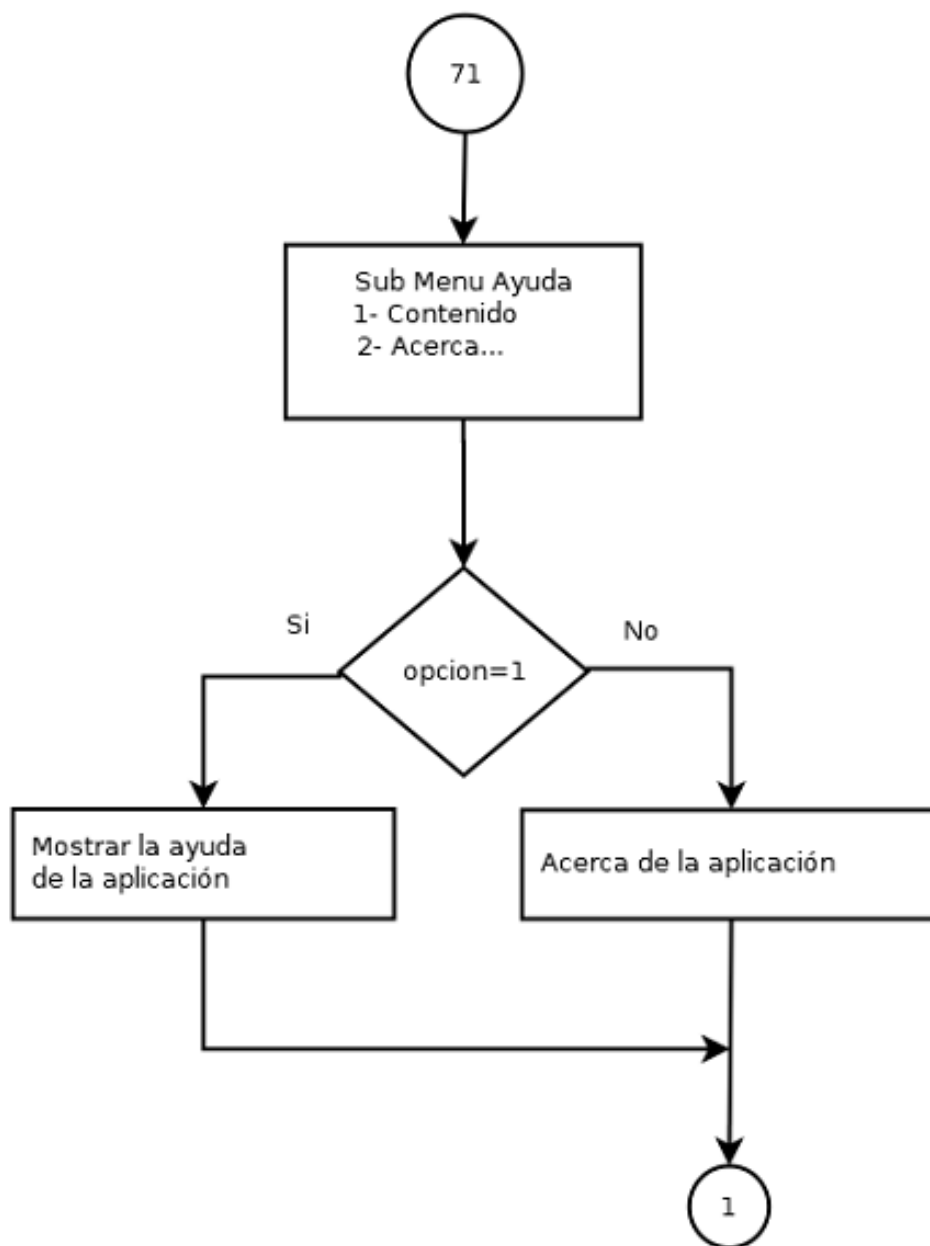 71
Sub Menu Ayuda
1- Contenido
2- Acerca...
Si
No
opcion=1
Mostrar la ayuda
de la aplicación
Acerca de la aplicación
1